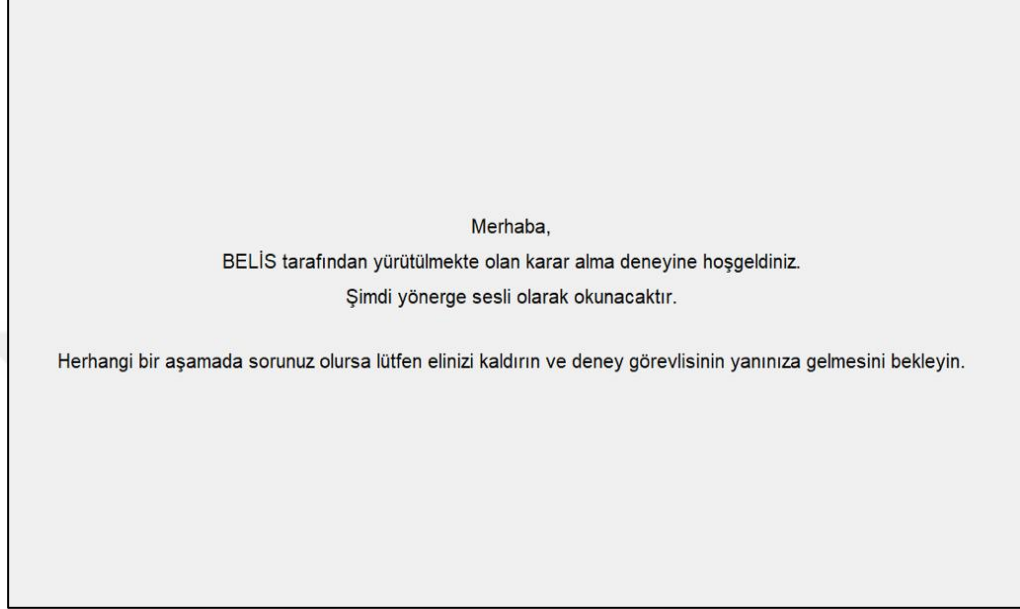 Merhaba,
BELİS tarafından yürütülmekte olan karar alma deneyine hoşgeldiniz.
Şimdi yönerge sesli olarak okunacaktır.
Herhangi bir aşamada sorunuz olursa lütfen elinizi kaldırın ve deney görevlisinin yanınıza gelmesini bekleyin.